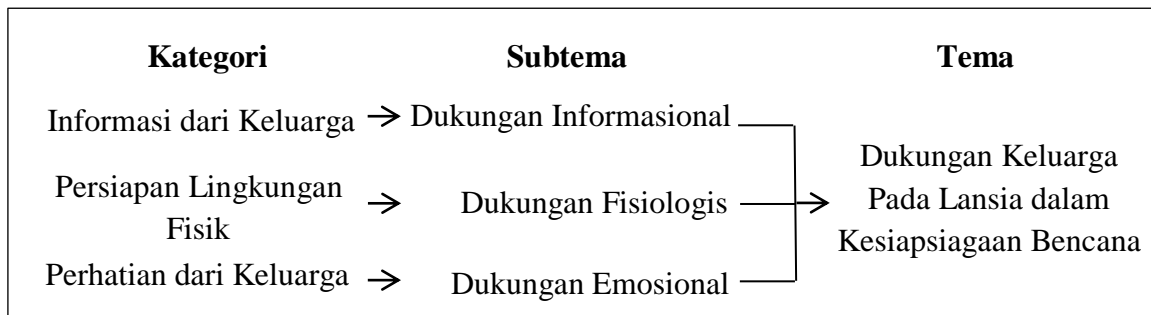 Kategori Subtema Tema
Informasi dari Keluarga Dukungan Informasional
Persiapan Lingkungan
Fisik
Dukungan Fisiologis
Perhatian dari Keluarga Dukungan Emosional
Dukungan Keluarga
Pada Lansia dalam
Kesiapsiagaan Bencana